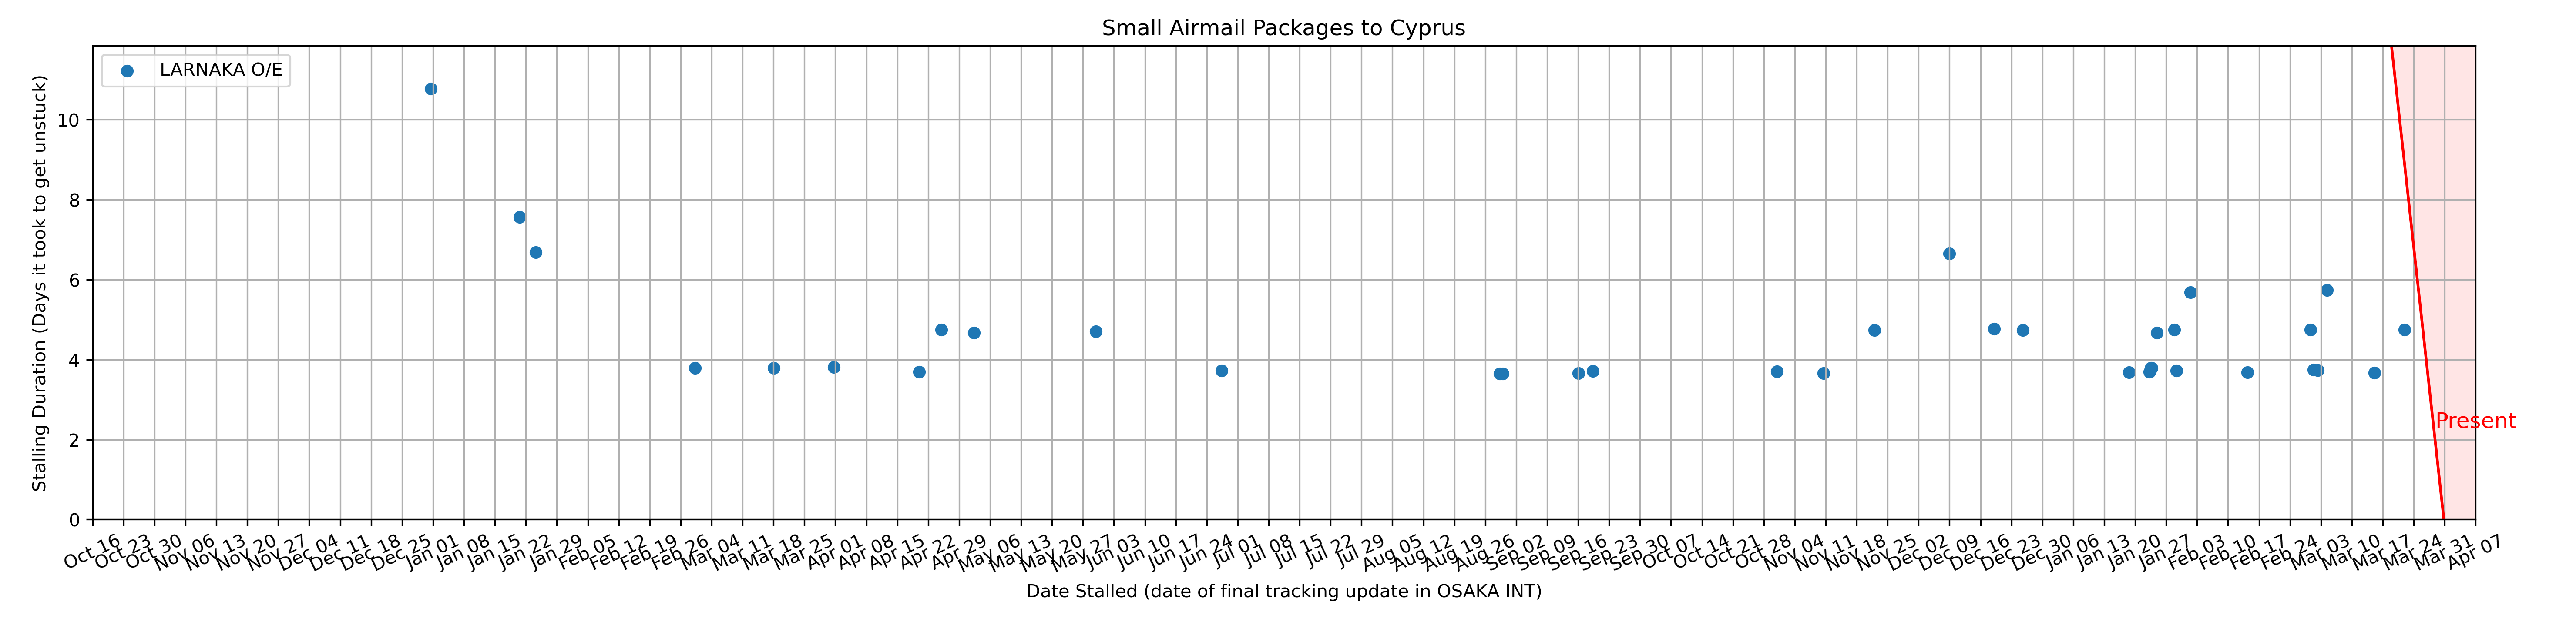 Small Airmail Packages to Cyprus
LARNAKA O/E
Stalling Duration (Days it took to get unstuck)
10
8
6
4
2
0
Present
Oct 16
Oct 23
Oct 30
Nov 06
Nov 13
Nov 20
Nov 27
Dec 04
Dec 11
Dec 18
Dec 25
Jan 01
Jan 08
Jan 15
Jan 22
Jan 29
Feb 05
Feb 12
Feb 19
Feb 26
Mar 04
Mar 11
Mar 18
Mar 25
Apr 01
Apr 08
Apr 15
Apr 22
Apr 29
May 06
May 13
May 20
May 27
Jun 03
Jun 10
Jun 17
Jun 24
Jul 01
Jul 08
Jul 15
Jul 22
Jul 29
Aug 05
Aug 12
Aug 19
Aug 26
Sep 02
Sep 09
Sep 16
Sep 23
Sep 30
Oct 07
Oct 14
Oct 21
Oct 28
Nov 04
Nov 11
Nov 18
Nov 25
Dec 02
Dec 09
Dec 16
Dec 23
Dec 30
Jan 06
Jan 13
Jan 20
Jan 27
Feb 03
Feb 10
Feb 17
Feb 24
Mar 03
Mar 10
Mar 17
Mar 24
Mar 31
Apr 07
Date Stalled (date of final tracking update in OSAKA INT)